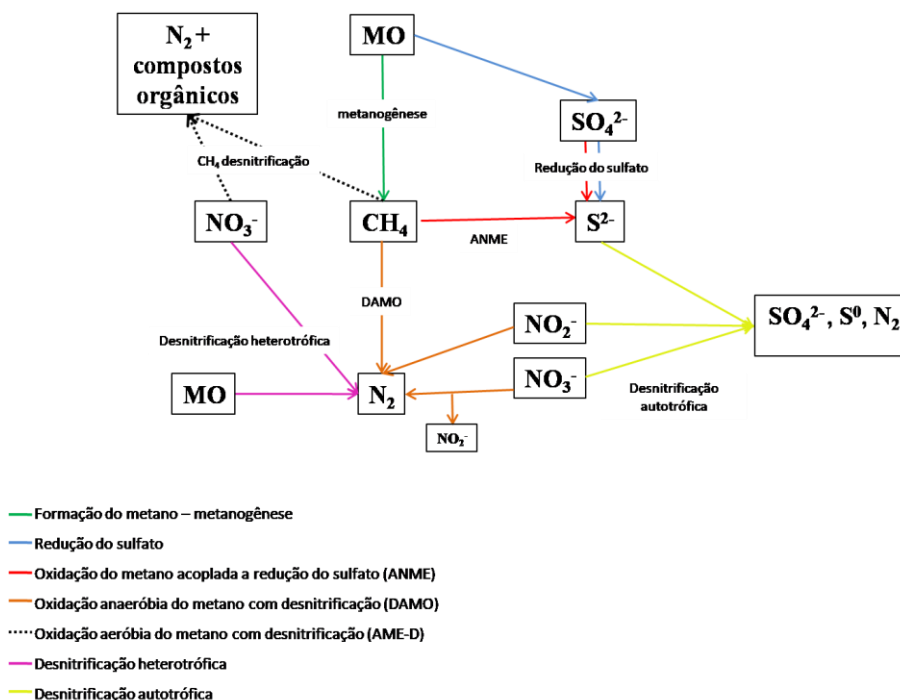 N₂ +
compostos
orgânicos
MO
metanogênese
SO₄²⁻
CH₄ desnitrificação
Redução do sulfato
NO₃⁻
CH₄
S²⁻
ANME
DAMO
SO₄²⁻, S⁰, N₂
NO₂⁻
Desnitrificação heterotrófica
NO₃⁻
MO
N₂
Desnitrificação
autotrófica
NO₂⁻
Formação do metano – metanogênese
Redução do sulfato
Oxidação do metano acoplada a redução do sulfato (ANME)
Oxidação anaeróbia do metano com desnitrificação (DAMO)
Oxidação aeróbia do metano com desnitrificação (AME-D)
Desnitrificação heterotrófica
Desnitrificação autotrófica